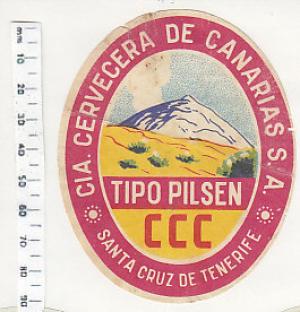 CIA. CERVECERA DE CANARIAS S/A.
TIPO PILSEN
CCC
SANTA CRUZ DE TENERIFE
mm
10
20
30
40
50
60
70
80
90